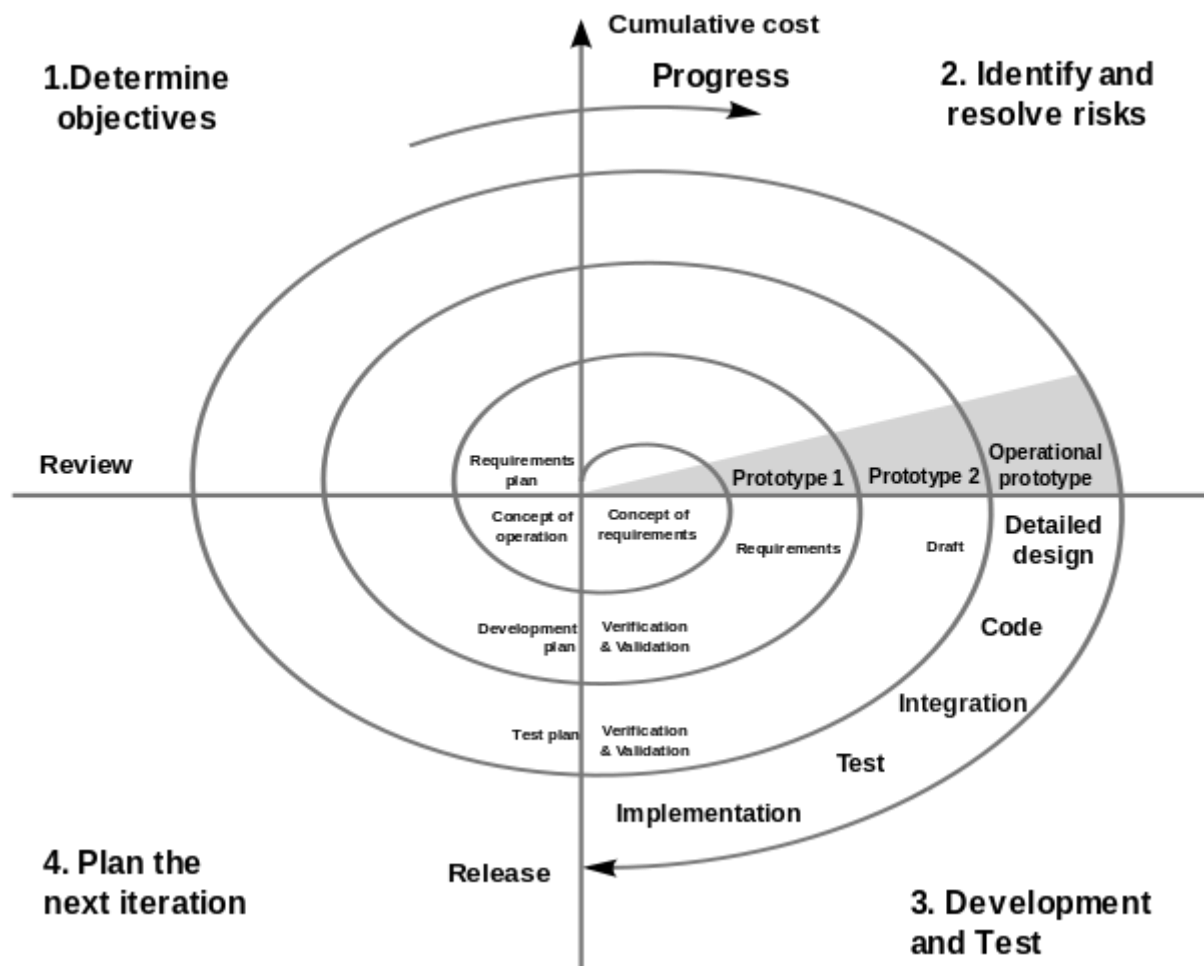 Cumulative cost
1.Determine
objectives
Progress
2. Identify and
resolve risks
Review
Requirements
plan
Prototype 1
Prototype 2
Operational
prototype
Concept of
operation
Concept of
requirements
Requirements
Draft
Detailed
design
Development
plan
Verification
& Validation
Code
Integration
Test plan
Verification
& Validation
Test
Implementation
Release
4. Plan the
next iteration
3. Development
and Test